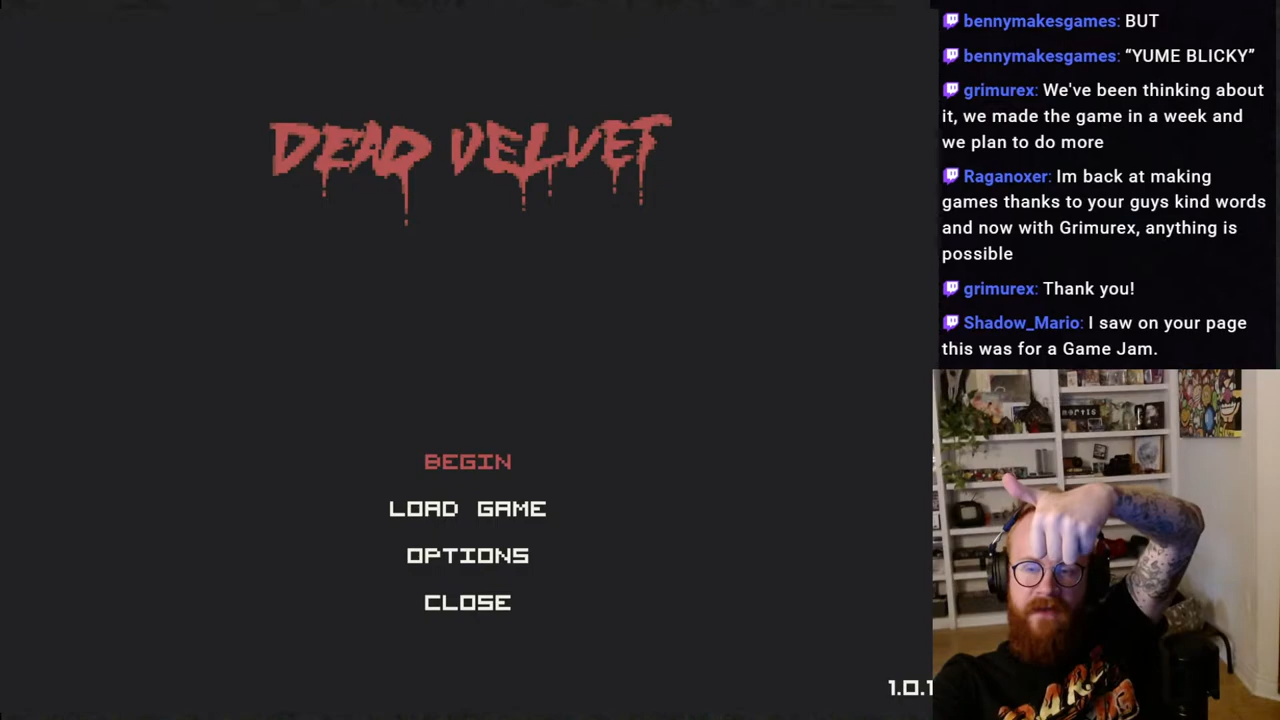 bennymakesgames: BUT
bennymakesgames: “YUME BLICKY”
grimurex: We've been thinking about
it, we made the game in a week and
we plan to do more
Raganoxer: Im back at making
games thanks to your guys kind words
and now with Grimurex, anything is
possible
grimurex: Thank you!
Shadow_Mario: I saw on your page
this was for a Game Jam.
DEAD VELVET
BEGIN
LOAD GAME
OPTIONS
CLOSE
1.0.1
mortis